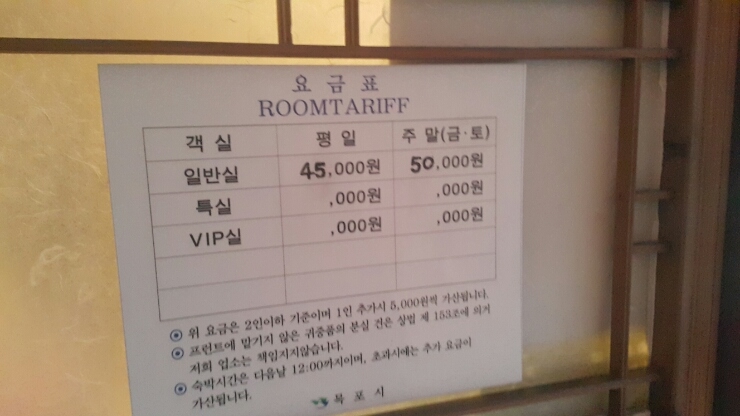 요금표
ROOMTARIFF
객 실 평 일 주 말(금·토)
일반실 45,000원 50,000원
특실 ,000원 ,000원
VIP실 ,000원 ,000원
위 요금은 2인이하 기준이며 1인 추가시 5,000원씩 가산됩니다.
프런트에 맡기지 않은 귀중품의 분실 건은 상법 제 153조에 의거
저희 업소는 책임지지않습니다.
숙박시간은 다음날 12:00까지이며, 초과시에는 추가 요금이
가산됩니다.
목 포 시